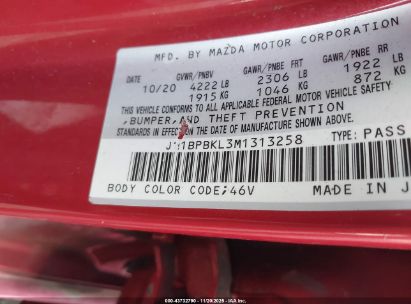 MFD. BY MAZDA MOTOR CORPORATION
DATE GVWR/PNBV GAWR/PNBE FRT GAWR/PNBE RR
10/20 4222 LB 2306 LB 1922 LB
1915 KG 1046 KG 872 KG
THIS VEHICLE CONFORMS TO ALL APPLICABLE FEDERAL MOTOR VEHICLE SAFETY
,BUMPER,AND THEFT PREVENTION
STANDARDS IN EFFECT ON THE DATE OF MANUFACTURE SHOWN ABOVE.
JM1BPBKL3M1313258 TYPE: PASS
BODY COLOR CODE;46V MADE IN J